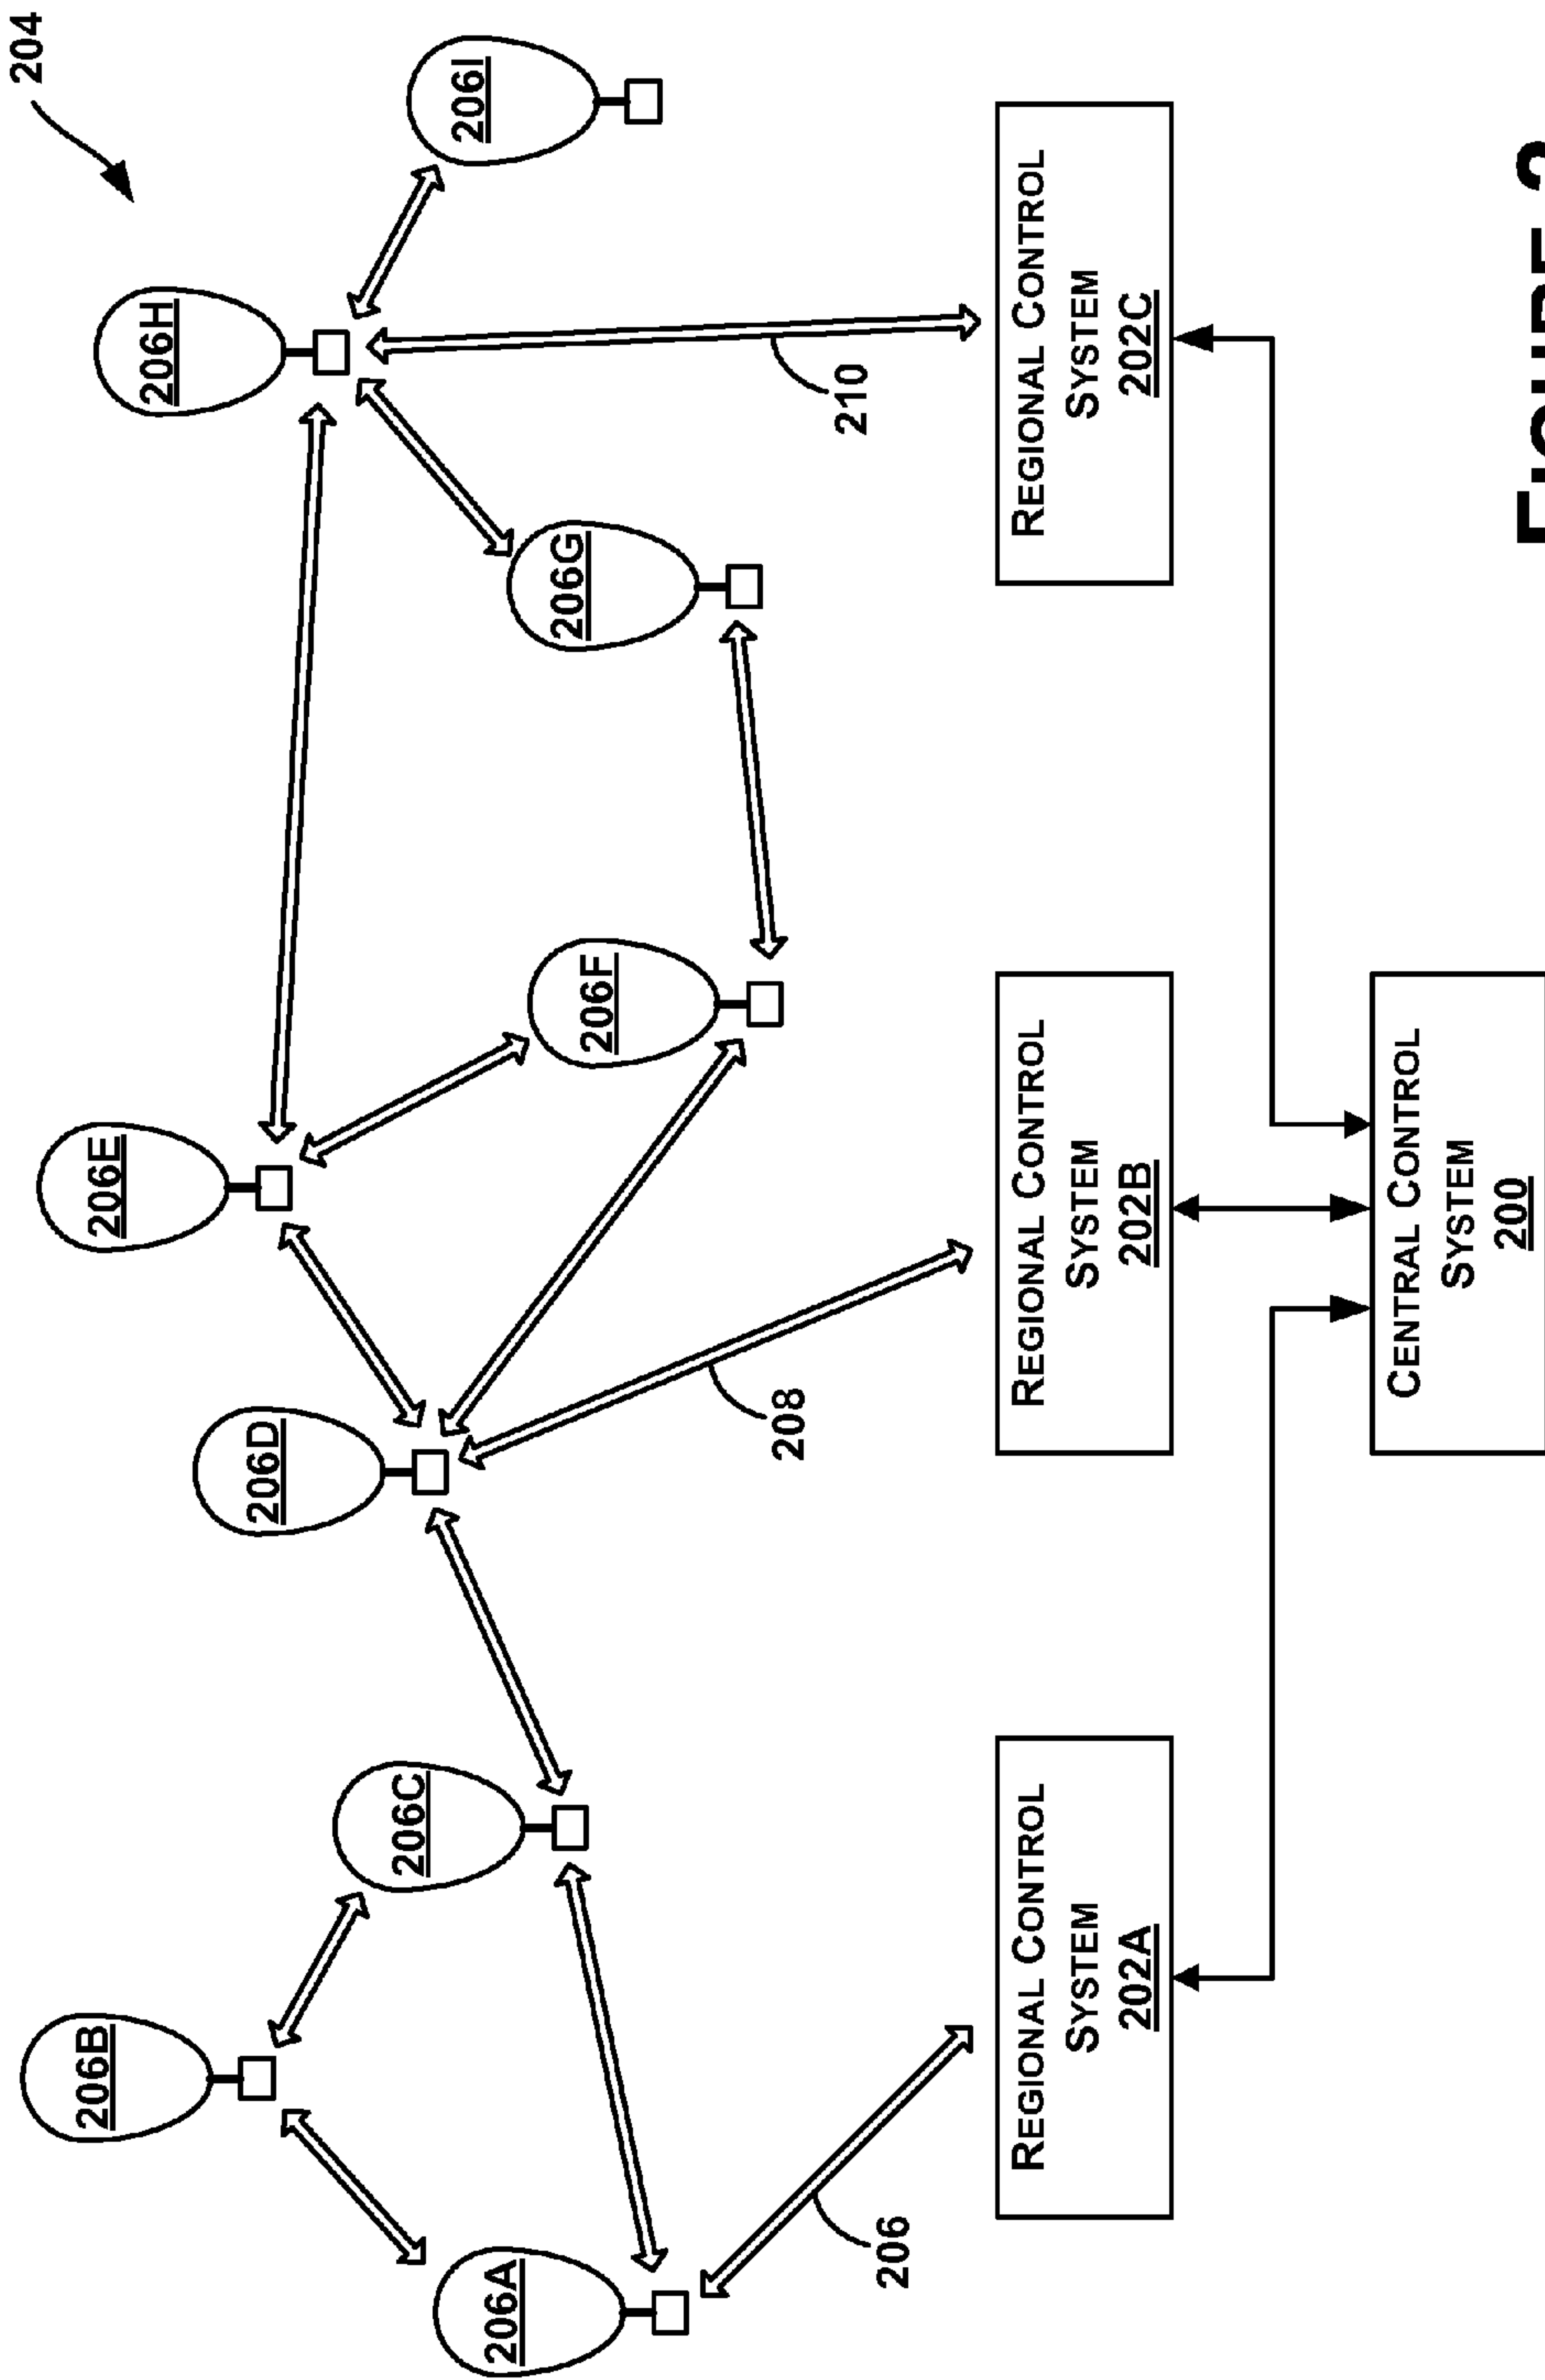 204
206B
206E
206H
206C
206D
206I
206A
206F
206G
206
208
210
REGIONAL CONTROL
SYSTEM
202A
REGIONAL CONTROL
SYSTEM
202B
REGIONAL CONTROL
SYSTEM
202C
CENTRAL CONTROL
SYSTEM
200
FIGURE